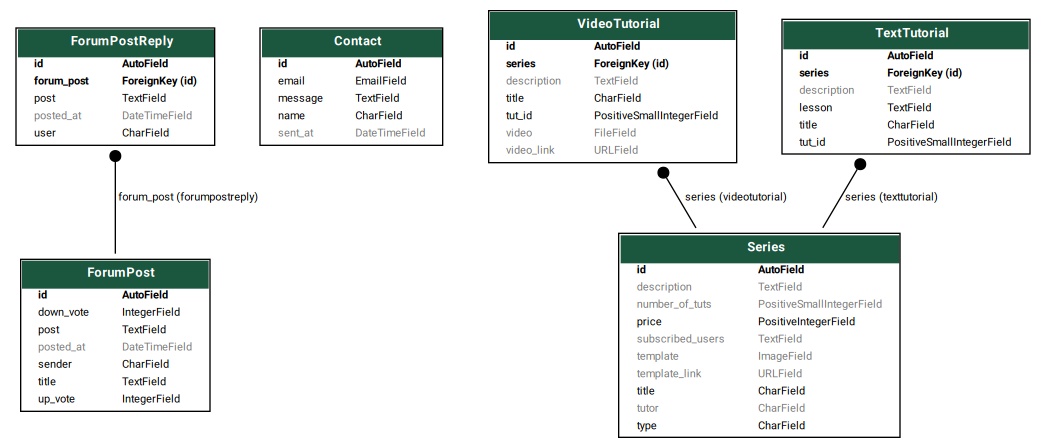 ForumPostReply
id AutoField
forum_post ForeignKey (id)
post TextField
posted_at DateTimeField
user CharField
forum_post (forumpostreply)
ForumPost
id AutoField
down_vote IntegerField
post TextField
posted_at DateTimeField
sender CharField
title TextField
up_vote IntegerField
Contact
id AutoField
email EmailField
message TextField
name CharField
sent_at DateTimeField
VideoTutorial
id AutoField
series ForeignKey (id)
description TextField
title CharField
tut_id PositiveSmallIntegerField
video FileField
video_link URLField
series (videotutorial)
TextTutorial
id AutoField
series ForeignKey (id)
description TextField
lesson TextField
title CharField
tut_id PositiveSmallIntegerField
series (texttutorial)
Series
id AutoField
description TextField
number_of_tuts PositiveSmallIntegerField
price PositiveIntegerField
subscribed_users TextField
template ImageField
template_link URLField
title CharField
tutor CharField
type CharField